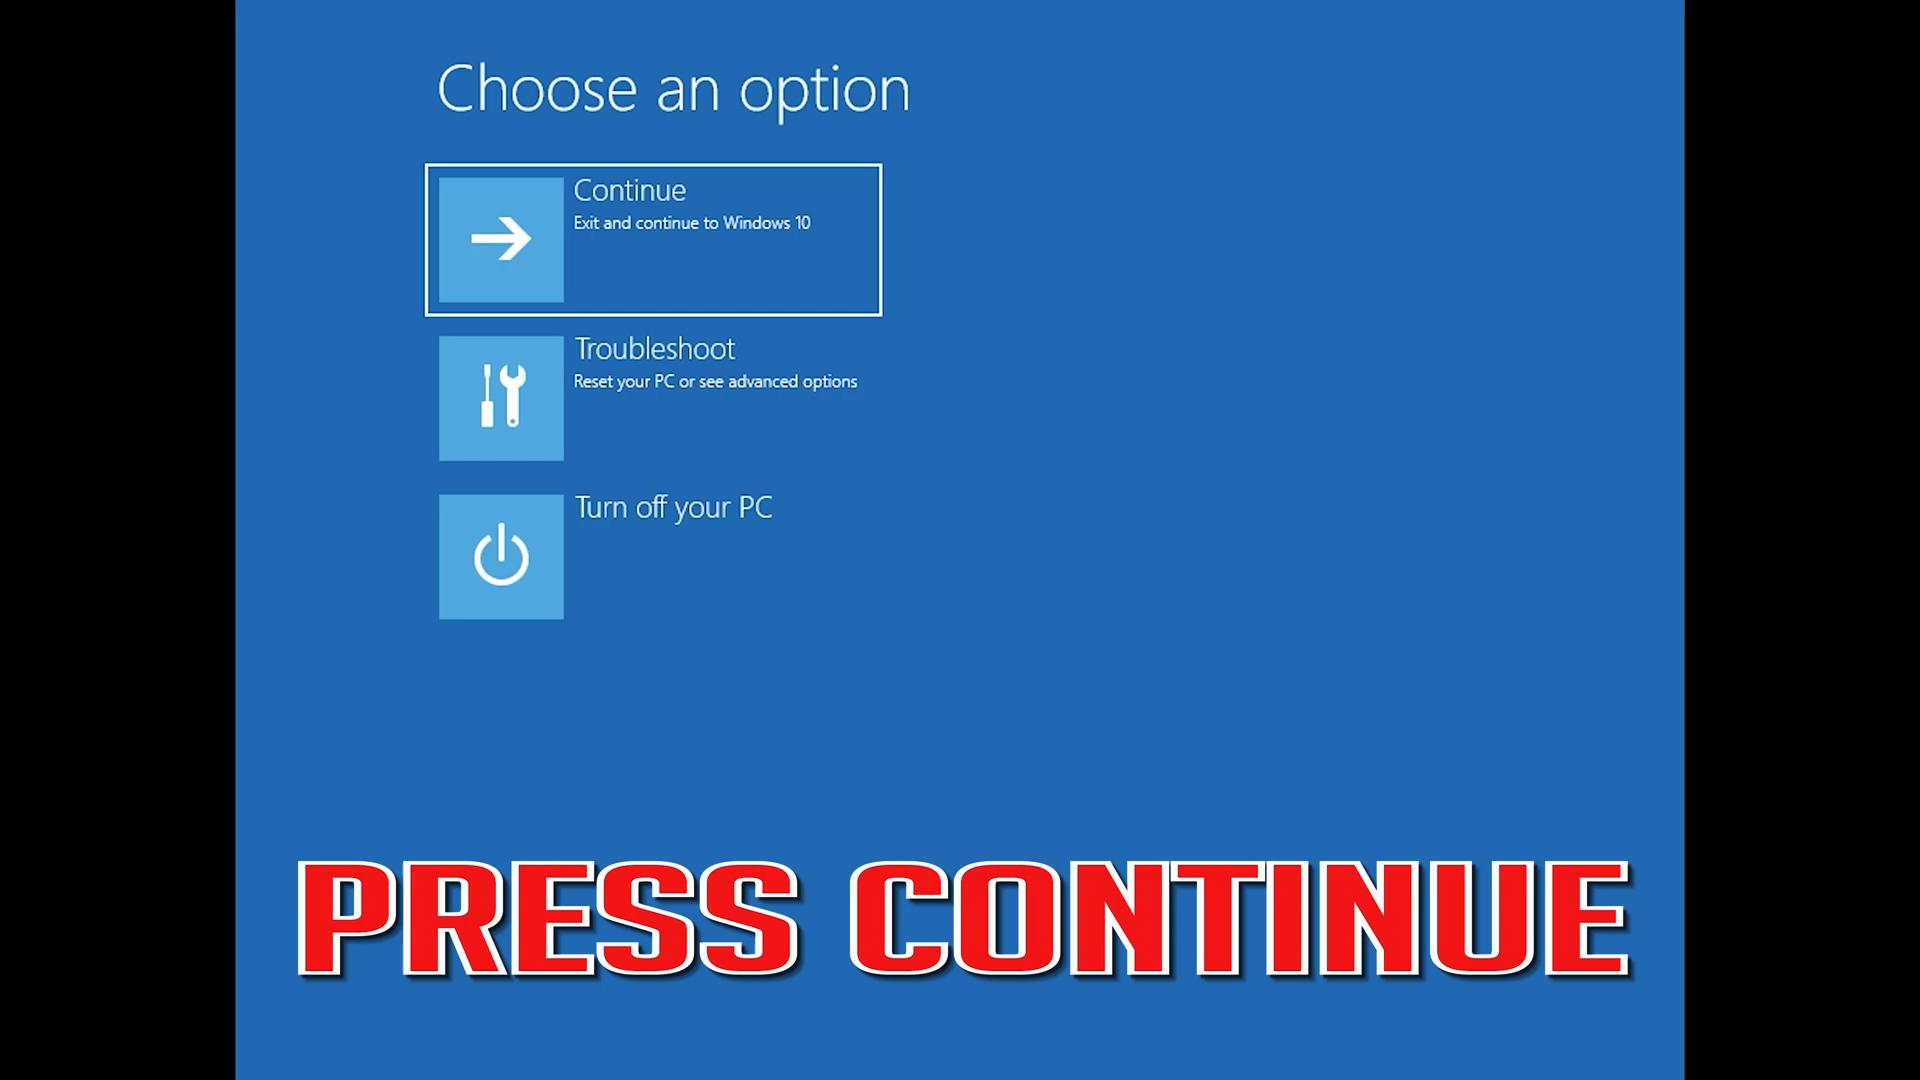 Choose an option
Continue
Exit and continue to Windows 10
Troubleshoot
Reset your PC or see advanced options
Turn off your PC
PRESS CONTINUE